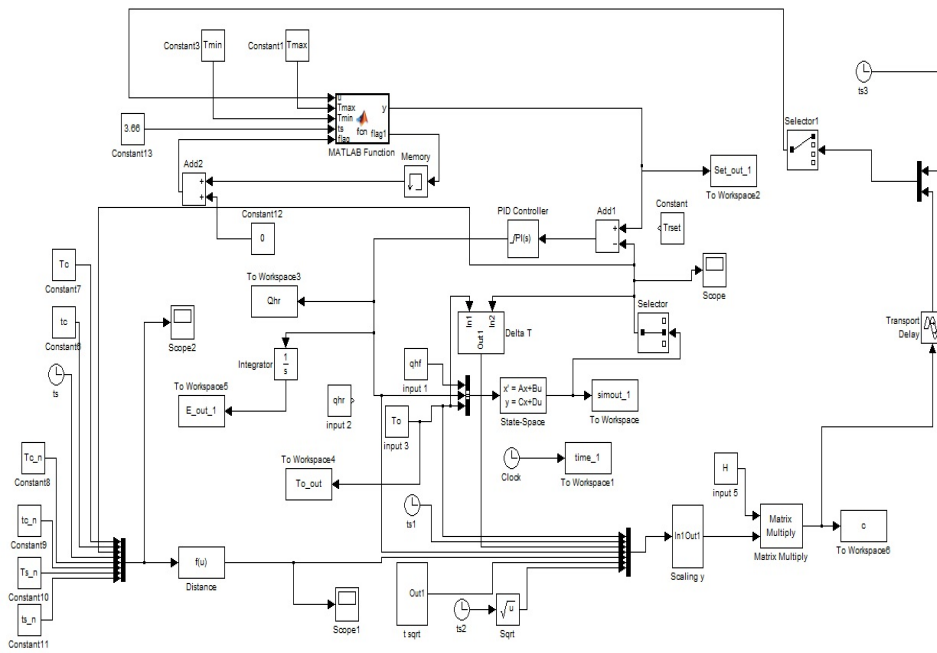 Constant3
Tmin
Constant1
Tmax
ts3
u
Tmax
Tmin
ts
flag
fcn
y
flag1
MATLAB Function
3.66
Constant13
Selector1
Add2
+
+
Memory
Set_out_1
To Workspace2
Constant12
0
PID Controller
PI(s)
Add1
+
−
Constant
Trset
Tc
Constant7
To Workspace3
Qhr
Scope
Selector
tc
Constant6
Scope2
In1
In2
Out1
Delta T
Transport
Delay
ts
Integrator
1
s
qhf
input 1
To Workspace5
E_out_1
qhr
input 2
To
input 3
x' = Ax+Bu
y = Cx+Du
State-Space
simout_1
To Workspace
Tc_n
Constant8
To Workspace4
To_out
Clock
time_1
To Workspace1
H
input 5
tc_n
Constant9
ts1
In1
Out1
Scaling y
Matrix
Multiply
Matrix Multiply
c
To Workspace6
Ts_n
Constant10
f(u)
Distance
Out1
t sqrt
ts_n
Constant11
Scope1
ts2
√u
Sqrt